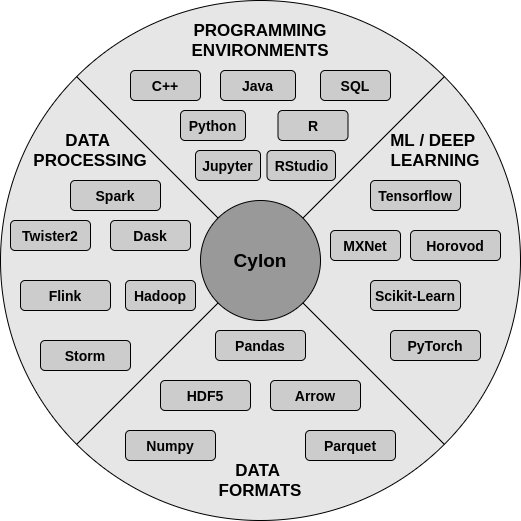 PROGRAMMING
ENVIRONMENTS
C++
Java
SQL
Python
R
Jupyter
RStudio
DATA
PROCESSING
Spark
Twister2
Dask
Flink
Hadoop
Storm
Cylon
ML / DEEP
LEARNING
Tensorflow
MXNet
Horovod
Scikit-Learn
PyTorch
Pandas
HDF5
Arrow
Numpy
Parquet
DATA
FORMATS